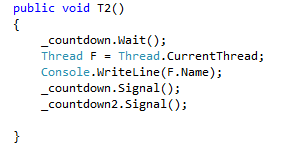 public void T2()
{
_countdown.Wait();
Thread F = Thread.CurrentThread;
Console.WriteLine(F.Name);
_countdown.Signal();
_countdown2.Signal();
}